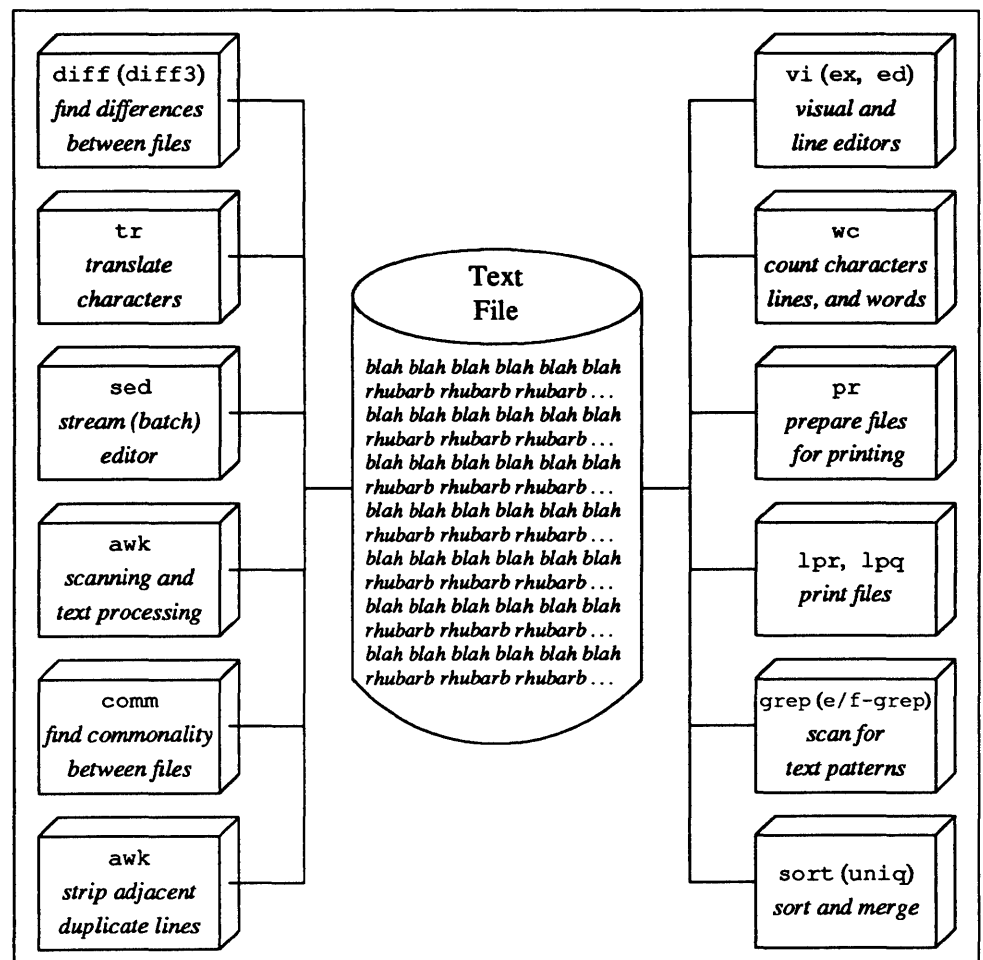 diff (diff3)
find differences
between files
tr
translate
characters
sed
stream (batch)
editor
awk
scanning and
text processing
comm
find commonality
between files
awk
strip adjacent
duplicate lines
Text
File
blah blah blah blah blah blah
rhubarb rhubarb rhubarb ...
blah blah blah blah blah blah
rhubarb rhubarb rhubarb ...
blah blah blah blah blah blah
rhubarb rhubarb rhubarb ...
blah blah blah blah blah blah
rhubarb rhubarb rhubarb ...
blah blah blah blah blah blah
rhubarb rhubarb rhubarb ...
blah blah blah blah blah blah
rhubarb rhubarb rhubarb ...
blah blah blah blah blah blah
rhubarb rhubarb rhubarb ...
vi (ex, ed)
visual and
line editors
wc
count characters
lines, and words
pr
prepare files
for printing
lpr, lpq
print files
grep (e/f-grep)
scan for
text patterns
sort (uniq)
sort and merge